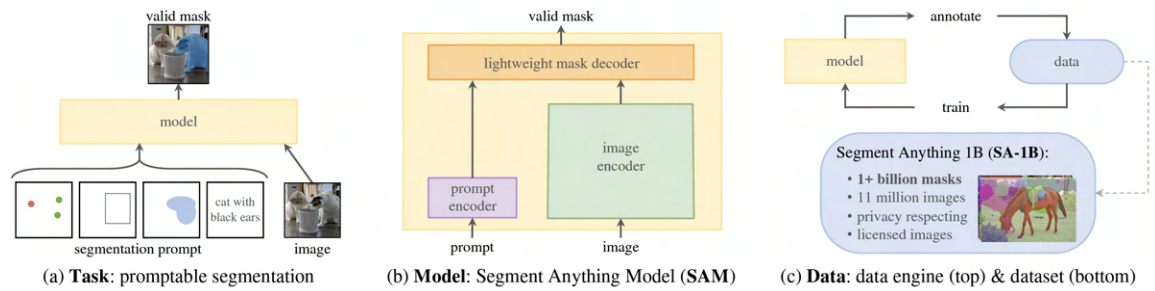 valid mask
model
cat with
black ears
segmentation prompt
image
(a) Task: promptable segmentation
valid mask
lightweight mask decoder
image
encoder
prompt
encoder
prompt
image
(b) Model: Segment Anything Model (SAM)
annotate
model
data
train
Segment Anything 1B (SA-1B):
• 1+ billion masks
• 11 million images
• privacy respecting
• licensed images
(c) Data: data engine (top) & dataset (bottom)